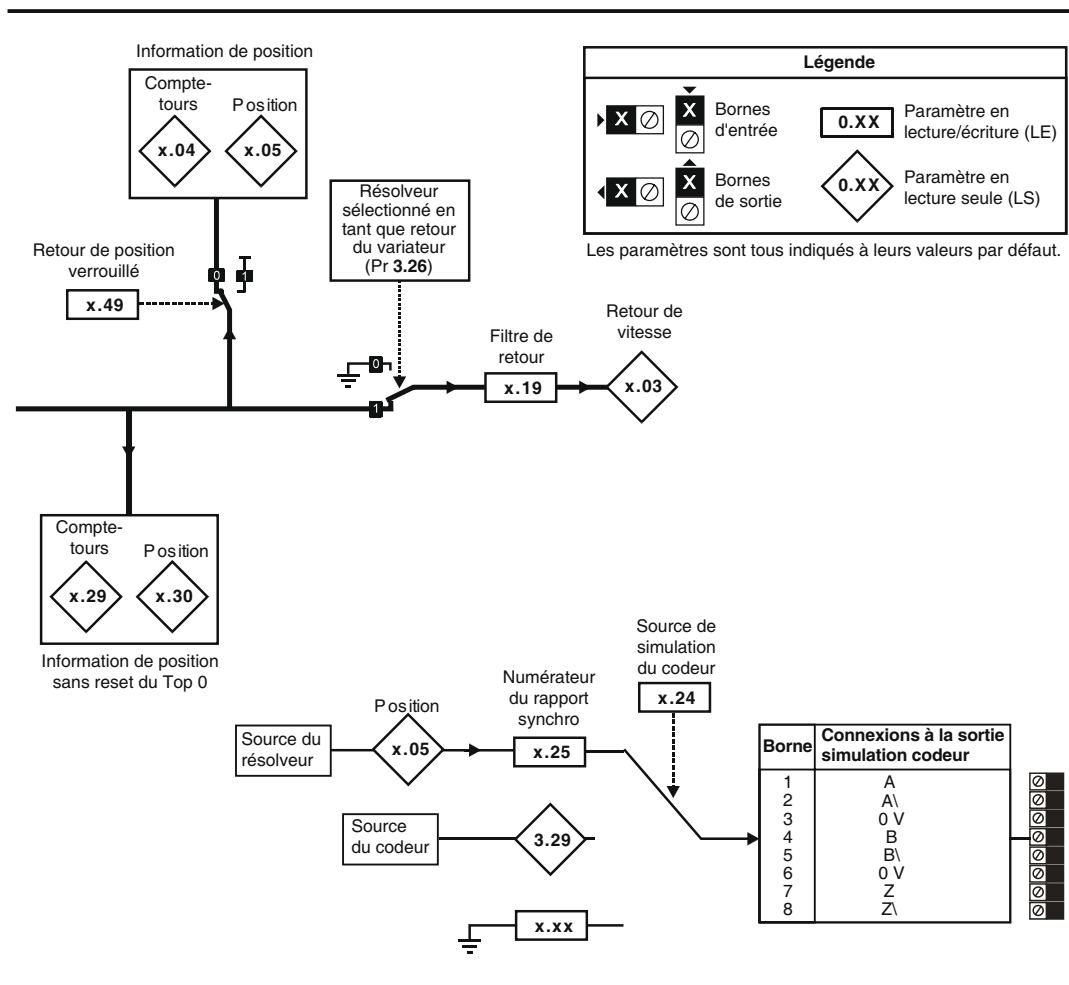 Information de position
Compte-
tours
Position
x.04
x.05
Retour de position
verrouillé
x.49
0
1
Résolveur
sélectionné en
tant que retour
du variateur
(Pr 3.26)
0
1
Filtre de
retour
x.19
Retour de
vitesse
x.03
Légende
X
X
Bornes
d'entrée
0.XX
Paramètre en
lecture/écriture (LE)
X
X
Bornes
de sortie
0.XX
Paramètre en
lecture seule (LS)
Les paramètres sont tous indiqués à leurs valeurs par défaut.
Compte-
tours
Position
x.29
x.30
Information de position
sans reset du Top 0
Source du
résolveur
Position
x.05
Numérateur
du rapport
synchro
x.25
Source de
simulation
du codeur
x.24
Source
du codeur
3.29
x.xx
Borne
Connexions à la sortie
simulation codeur
1 A
2 A\
3 0 V
4 B
5 B\
6 0 V
7 Z
8 Z\